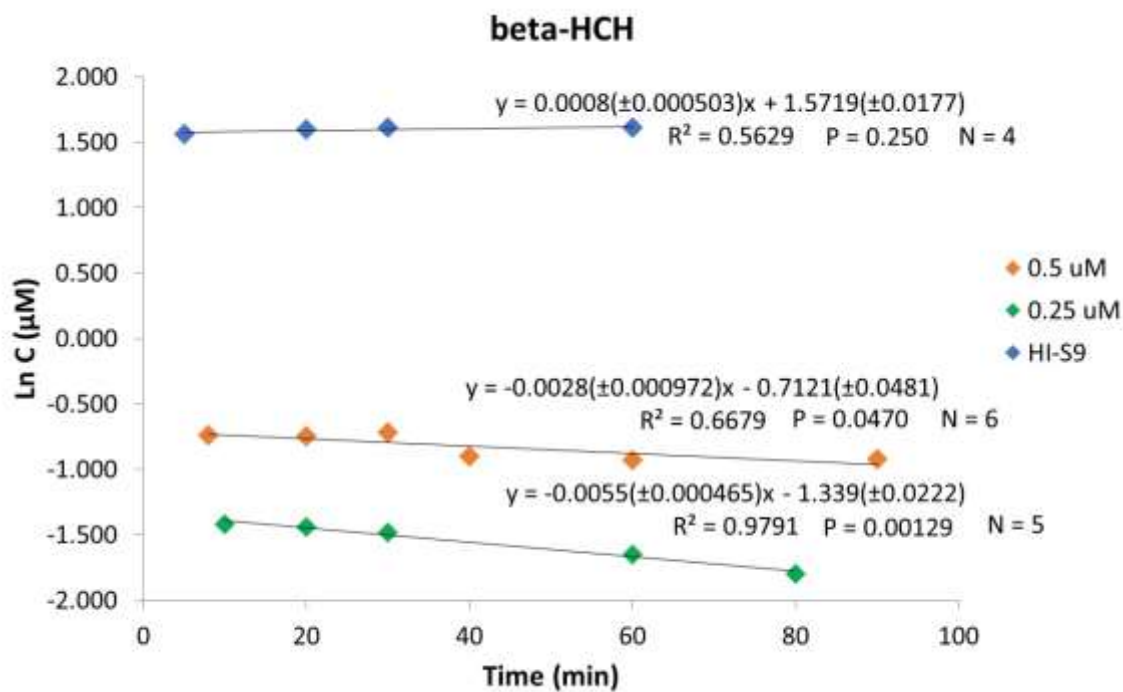 beta-HCH
2.000
y = 0.0008(±0.000503)x + 1.5719(±0.0177)
R² = 0.5629 P = 0.250 N = 4
1.500
1.000
0.500
0.000
-0.500
-1.000
-1.500
-2.000
Ln C (µM)
y = -0.0028(±0.000972)x - 0.7121(±0.0481)
R² = 0.6679 P = 0.0470 N = 6
y = -0.0055(±0.000465)x - 1.339(±0.0222)
R² = 0.9791 P = 0.00129 N = 5
0.5 uM
0.25 uM
HI-S9
0 20 40 60 80 100
Time (min)